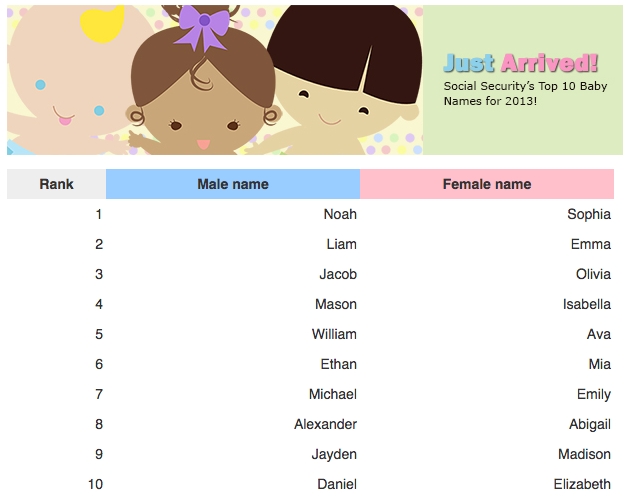 Just Arrived!
Social Security's Top 10 Baby
Names for 2013!
Rank Male name Female name
1 Noah Sophia
2 Liam Emma
3 Jacob Olivia
4 Mason Isabella
5 William Ava
6 Ethan Mia
7 Michael Emily
8 Alexander Abigail
9 Jayden Madison
10 Daniel Elizabeth